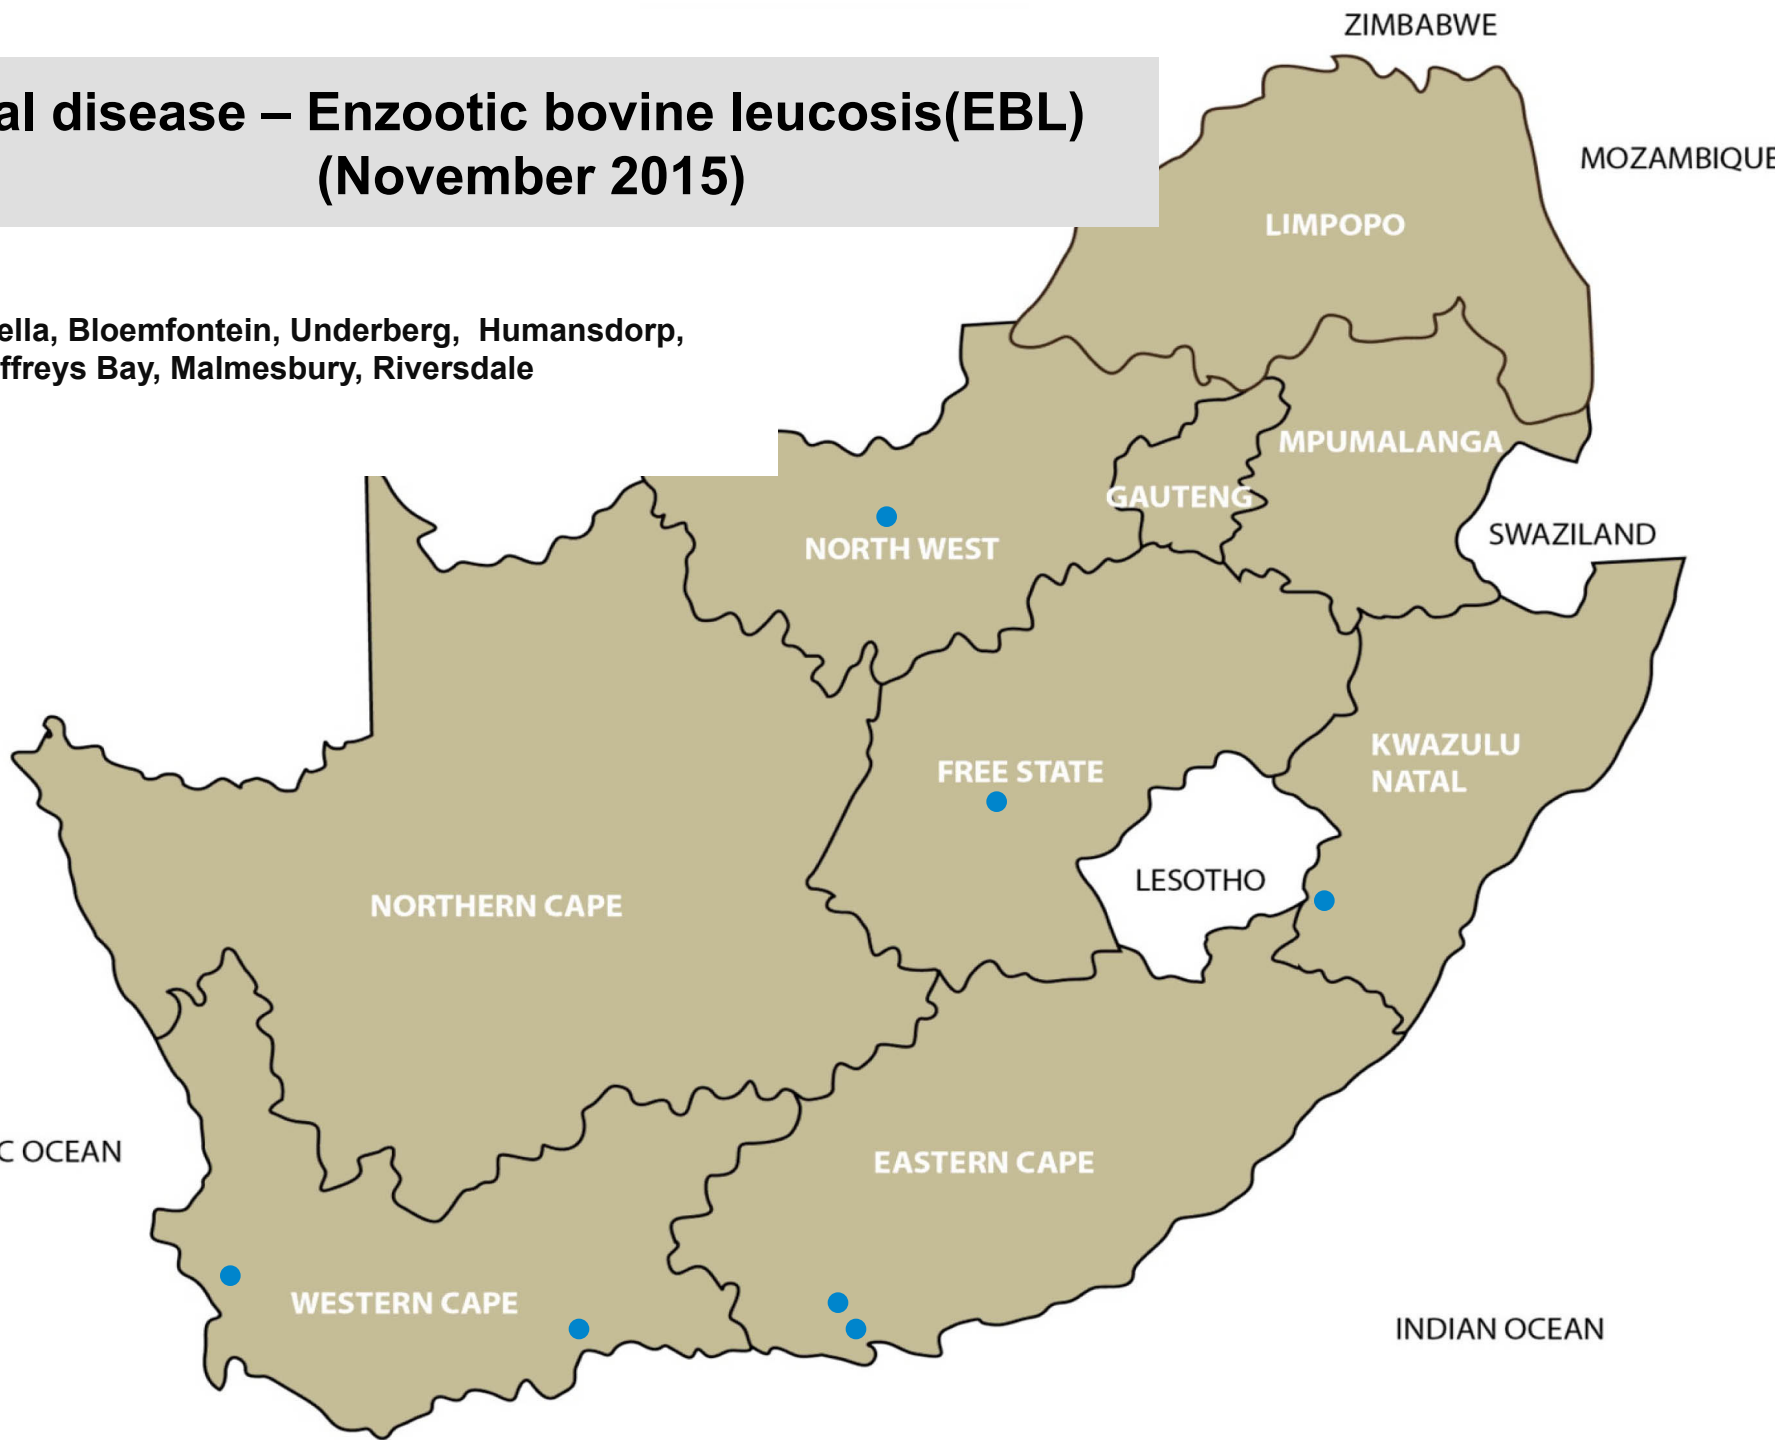 ZIMBABWE
al disease – Enzootic bovine leucosis(EBL)
(November 2015)
MOZAMBIQUE
LIMPOPO
ella, Bloemfontein, Underberg, Humansdorp,
ffreys Bay, Malmesbury, Riversdale
MPUMALANGA
GAUTENG
SWAZILAND
NORTH WEST
KWAZULU
NATAL
FREE STATE
LESOTHO
NORTHERN CAPE
C OCEAN
EASTERN CAPE
WESTERN CAPE
INDIAN OCEAN